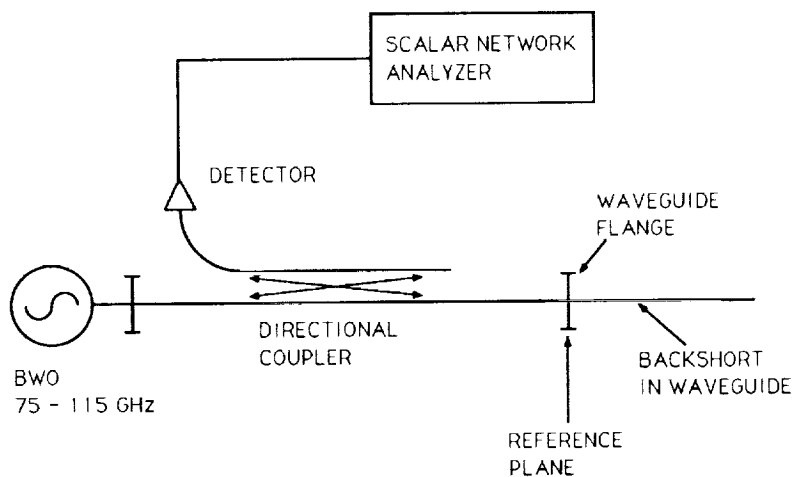 SCALAR NETWORK
ANALYZER
DETECTOR
WAVEGUIDE
FLANGE
DIRECTIONAL
COUPLER
BACKSHORT
IN WAVEGUIDE
BWO
75 - 115 GHz
REFERENCE
PLANE